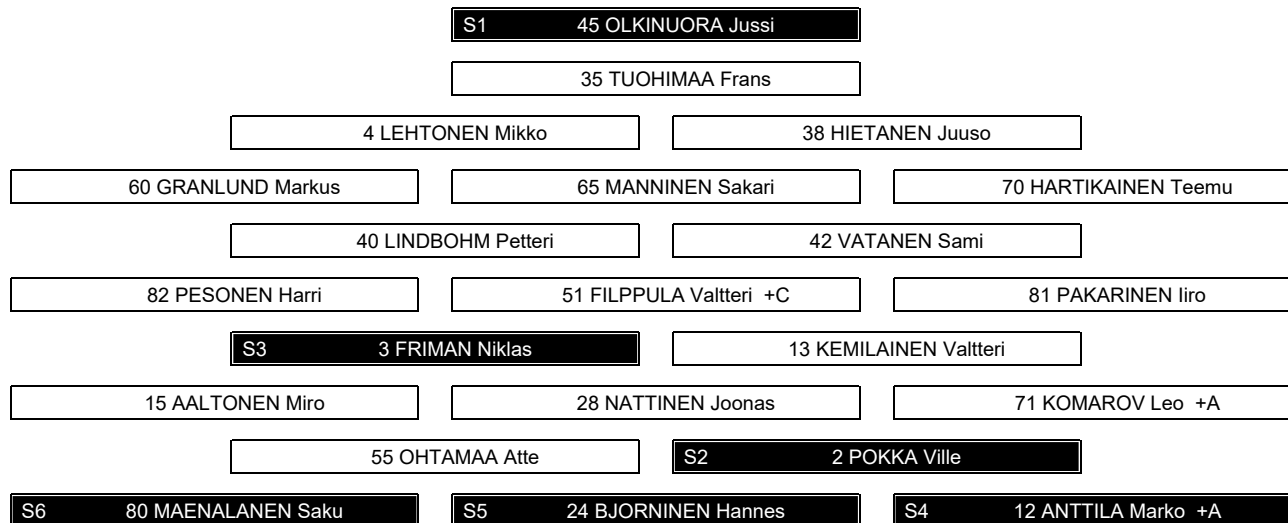 S1 45 OLKINUORA Jussi
35 TUOHIMAA Frans
4 LEHTONEN Mikko 38 HIETANEN Juuso
60 GRANLUND Markus 65 MANNINEN Sakari 70 HARTIKAINEN Teemu
40 LINDBOHM Petteri 42 VATANEN Sami
82 PESONEN Harri 51 FILPPULA Valtteri +C 81 PAKARINEN Iiro
S3 3 FRIMAN Niklas 13 KEMILAINEN Valtteri
15 AALTONEN Miro 28 NATTINEN Joonas 71 KOMAROV Leo +A
55 OHTAMAA Atte S2 2 POKKA Ville
S6 80 MAENALANEN Saku S5 24 BJORNINEN Hannes S4 12 ANTTILA Marko +A